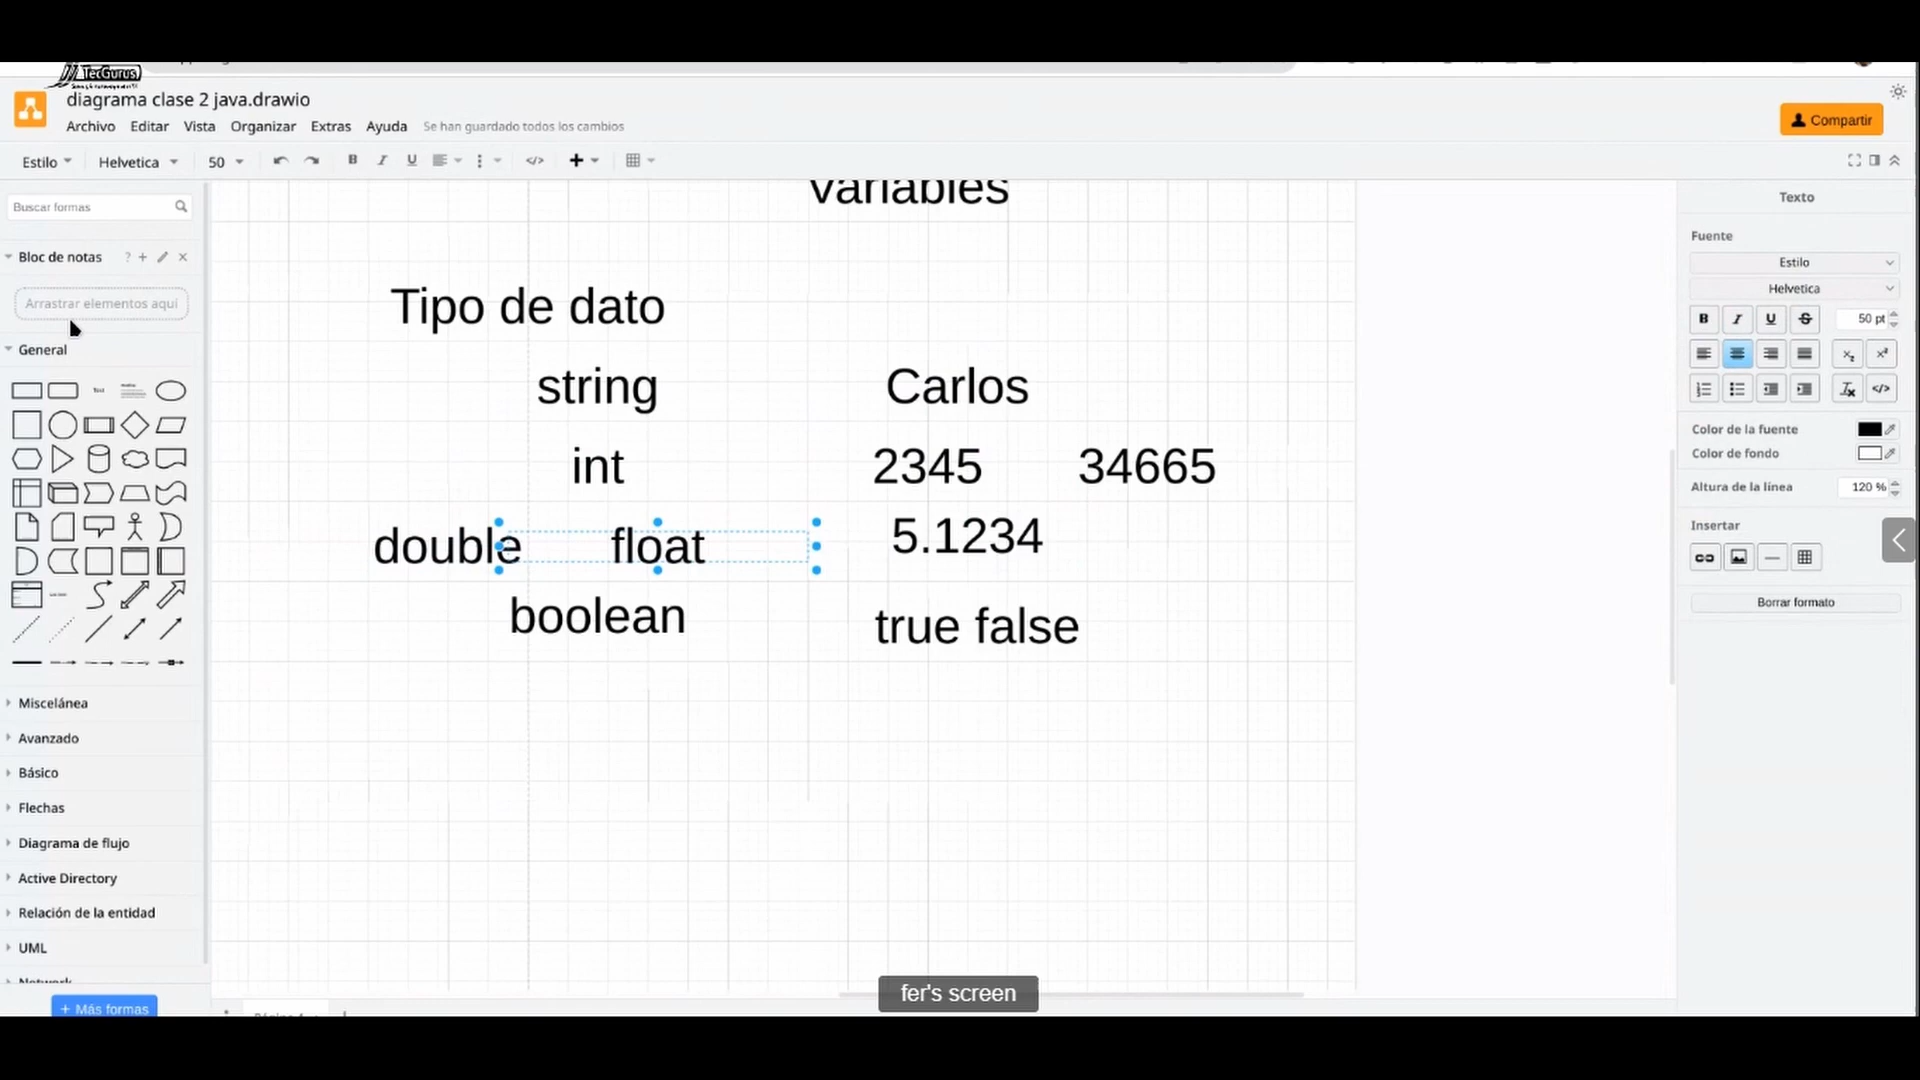 TecGurus
diagrama clase 2 java.drawio
Archivo Editar Vista Organizar Extras Ayuda Se han guardado todos los cambios
Compartir
Estilo Helvetica 50 B I U
Buscar formas
Bloc de notas ? + ×
Arrastrar elementos aquí
General
Text
Miscelánea
Avanzado
Básico
Flechas
Diagrama de flujo
Active Directory
Relación de la entidad
UML
Network
+ Más formas
variables
Tipo de dato
string Carlos
int 2345 34665
double float 5.1234
boolean true false
fer's screen
Texto
Fuente
Estilo
Helvetica
B I U S 50 pt
Color de la fuente
Color de fondo
Altura de la línea 120 %
Insertar
Borrar formato